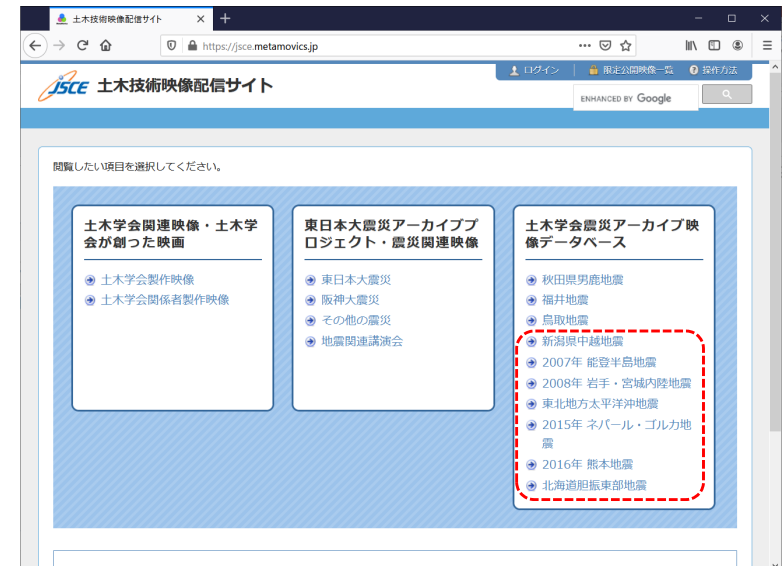 土木技術映像配信サイト
https://jsce.metamovics.jp
ログイン
限定公開映像一覧
操作方法
JSCE 土木技術映像配信サイト
ENHANCED BY Google
閲覧したい項目を選択してください。
土木学会関連映像・土木学
会が創った映画
土木学会製作映像
土木学会関係者製作映像
東日本大震災アーカイブプ
ロジェクト・震災関連映像
東日本大震災
阪神大震災
その他の震災
地震関連講演会
土木学会震災アーカイブ映
像データベース
秋田県男鹿地震
福井地震
鳥取地震
新潟県中越地震
2007年 能登半島地震
2008年 岩手・宮城内陸地震
東北地方太平洋沖地震
2015年 ネパール・ゴルカ地
震
2016年 熊本地震
北海道胆振東部地震